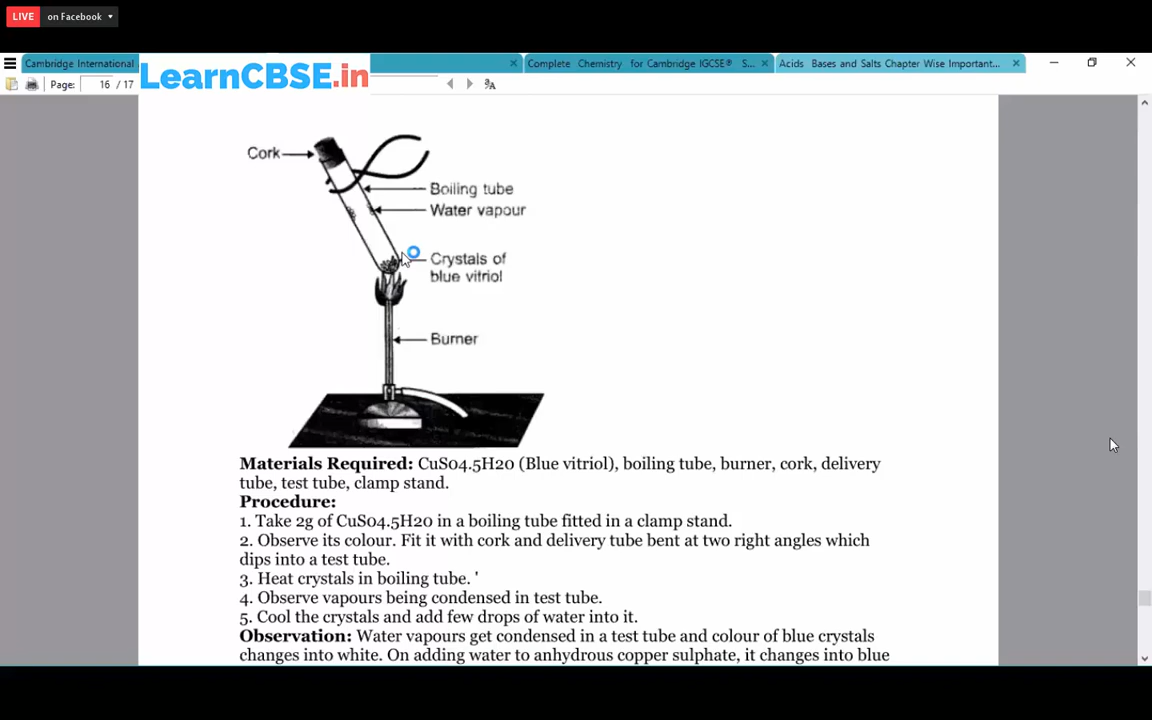 LIVE on Facebook
Cambridge International
Complete Chemistry for Cambridge IGCSE® S...
Acids Bases and Salts Chapter Wise Important...
Page: 16 / 17
LearnCBSE.in
Cork
Boiling tube
Water vapour
Crystals of
blue vitriol
Burner
Materials Required: CuS04.5H20 (Blue vitriol), boiling tube, burner, cork, delivery
tube, test tube, clamp stand.
Procedure:
1. Take 2g of CuS04.5H20 in a boiling tube fitted in a clamp stand.
2. Observe its colour. Fit it with cork and delivery tube bent at two right angles which
dips into a test tube.
3. Heat crystals in boiling tube. '
4. Observe vapours being condensed in test tube.
5. Cool the crystals and add few drops of water into it.
Observation: Water vapours get condensed in a test tube and colour of blue crystals
changes into white. On adding water to anhydrous copper sulphate, it changes into blue